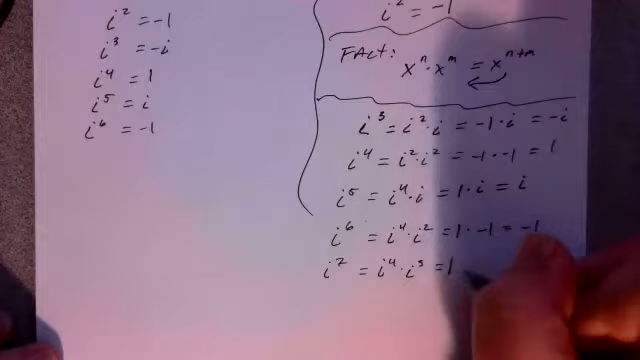 i² = -1
i³ = -i
i⁴ = 1
i⁵ = i
i⁶ = -1
i² = -1
FACT:
xⁿ · xᵐ = xⁿ⁺ᵐ
i³ = i² · i = -1 · i = -i
i⁴ = i² · i² = -1 · -1 = 1
i⁵ = i⁴ · i = 1 · i = i
i⁶ = i⁴ · i² = 1 · -1 = -1
i⁷ = i⁴ · i³ = 1